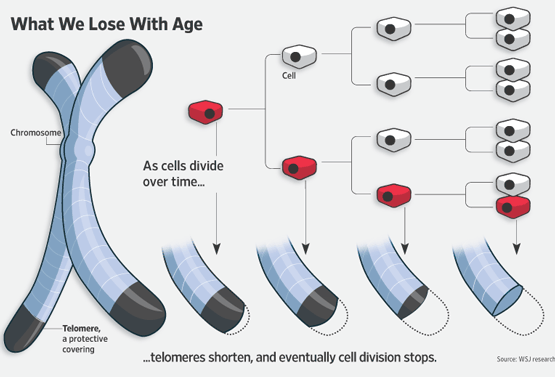 What We Lose With Age
Cell
Chromosome
As cells divide
over time...
Telomere,
a protective
covering
...telomeres shorten, and eventually cell division stops.
Source: WSJ research